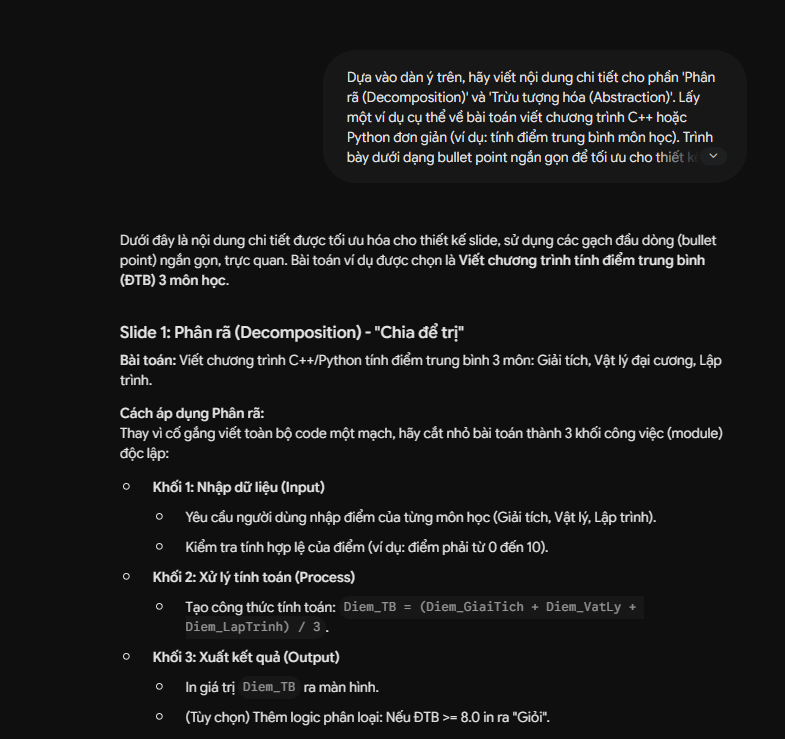 Dựa vào dàn ý trên, hãy viết nội dung chi tiết cho phần 'Phân
rã (Decomposition)' và 'Trừu tượng hóa (Abstraction)'. Lấy
một ví dụ cụ thể về bài toán viết chương trình C++ hoặc
Python đơn giản (ví dụ: tính điểm trung bình môn học). Trình
bày dưới dạng bullet point ngắn gọn để tối ưu cho thiết
Dưới đây là nội dung chi tiết được tối ưu hóa cho thiết kế slide, sử dụng các gạch đầu dòng (bullet
point) ngắn gọn, trực quan. Bài toán ví dụ được chọn là Viết chương trình tính điểm trung bình
(ĐTB) 3 môn học.
Slide 1: Phân rã (Decomposition) - "Chia để trị"
Bài toán: Viết chương trình C++/Python tính điểm trung bình 3 môn: Giải tích, Vật lý đại cương, Lập
trình.
Cách áp dụng Phân rã:
Thay vì cố gắng viết toàn bộ code một mạch, hãy cắt nhỏ bài toán thành 3 khối công việc (module)
độc lập:
Khối 1: Nhập dữ liệu (Input)
Yêu cầu người dùng nhập điểm của từng môn học (Giải tích, Vật lý, Lập trình).
Kiểm tra tính hợp lệ của điểm (ví dụ: điểm phải từ 0 đến 10).
Khối 2: Xử lý tính toán (Process)
Tạo công thức tính toán: Diem_TB = (Diem_GiaiTich + Diem_VatLy +
Diem_LapTrinh) / 3 .
Khối 3: Xuất kết quả (Output)
In giá trị Diem_TB ra màn hình.
(Tùy chọn) Thêm logic phân loại: Nếu ĐTB >= 8.0 in ra "Giỏi".